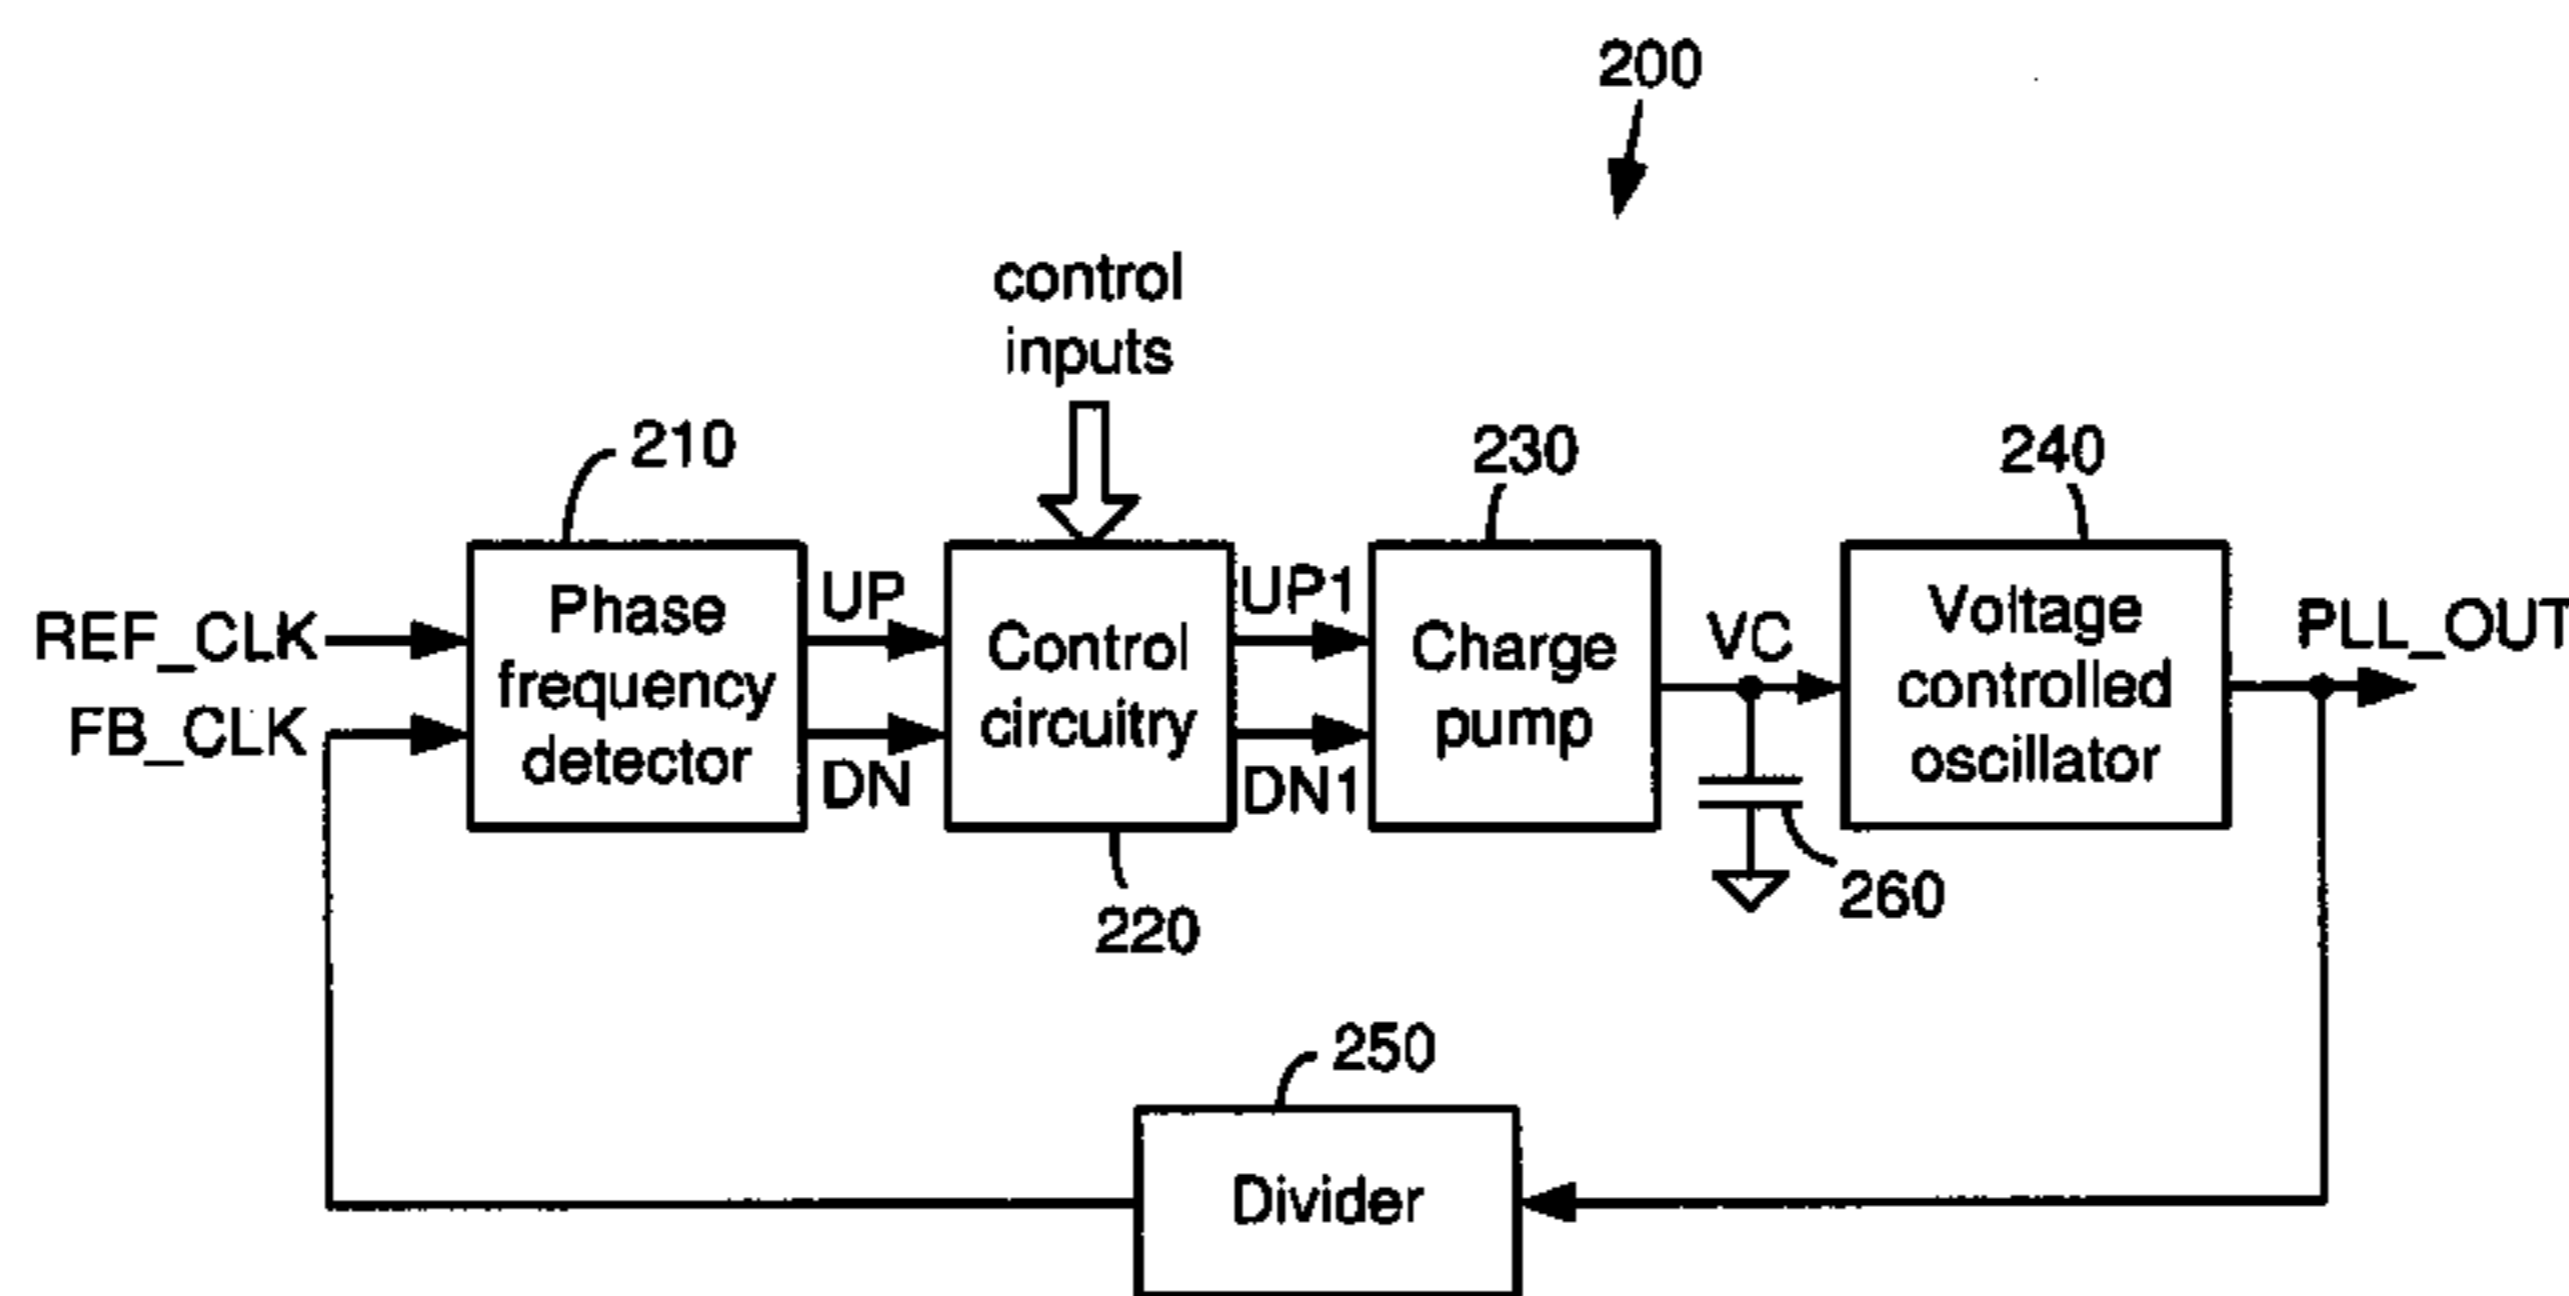 200
control
inputs
210
230
240
REF_CLK
FB_CLK
Phase
frequency
detector
UP
DN
Control
circuitry
UP1
DN1
Charge
pump
VC
Voltage
controlled
oscillator
PLL_OUT
220
260
250
Divider